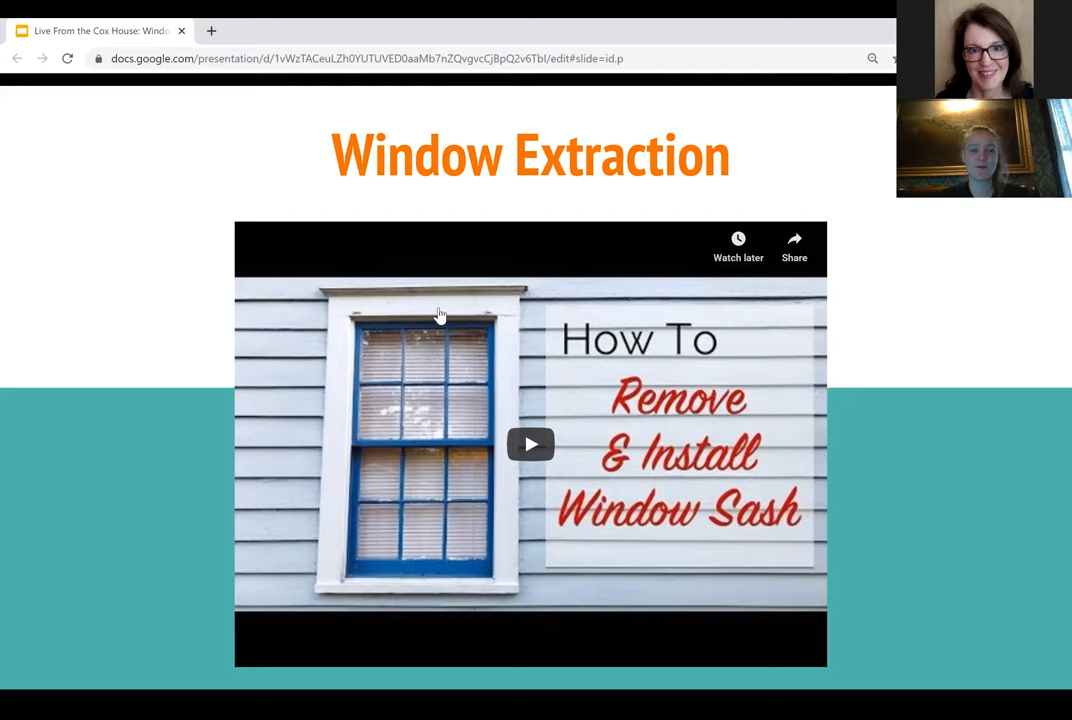 Live From the Cox House: Windo
docs.google.com/presentation/d/1vWzTACeuLZh0YUTUVED0aaMb7nZQvgvcCjBpQ2v6TbI/edit#slide=id.p
Window Extraction
Watch later
Share
How To
Remove
& Install
Window Sash